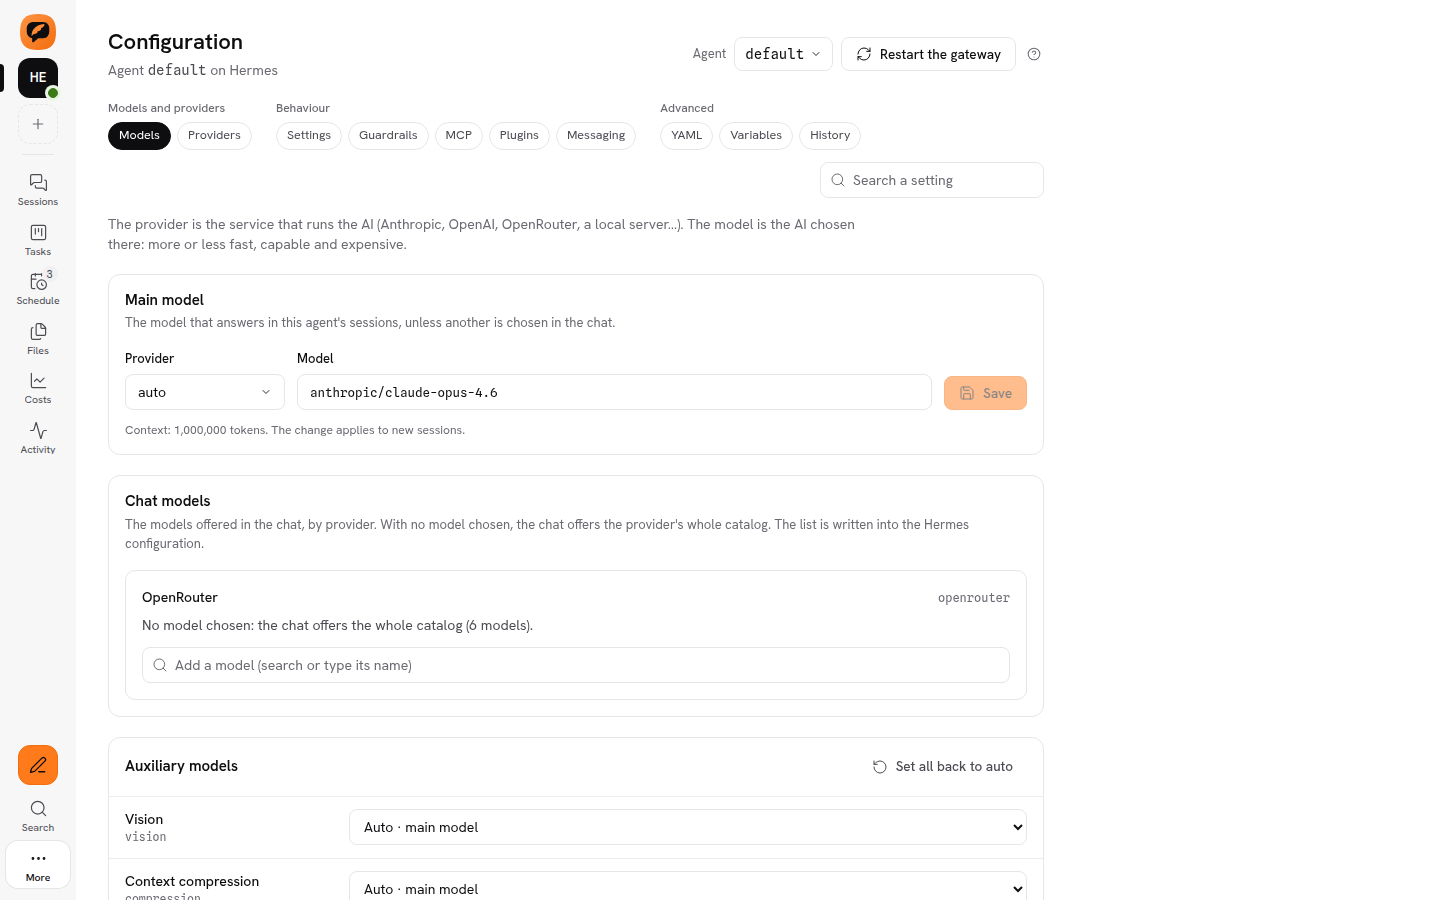 HE
Sessions
Tasks
3
Schedule
Files
Costs
Activity
Search
More
Configuration
Agent default on Hermes
Agent
default
Restart the gateway
Models and providers
Models
Providers
Behaviour
Settings
Guardrails
MCP
Plugins
Messaging
Advanced
YAML
Variables
History
Search a setting
The provider is the service that runs the AI (Anthropic, OpenAI, OpenRouter, a local server...). The model is the AI chosen
there: more or less fast, capable and expensive.
Main model
The model that answers in this agent's sessions, unless another is chosen in the chat.
Provider
Model
auto
anthropic/claude-opus-4.6
Save
Context: 1,000,000 tokens. The change applies to new sessions.
Chat models
The models offered in the chat, by provider. With no model chosen, the chat offers the provider's whole catalog. The list is written into the Hermes
configuration.
OpenRouter
openrouter
No model chosen: the chat offers the whole catalog (6 models).
Add a model (search or type its name)
Auxiliary models
Set all back to auto
Vision
vision
Auto · main model
Context compression
compression
Auto · main model